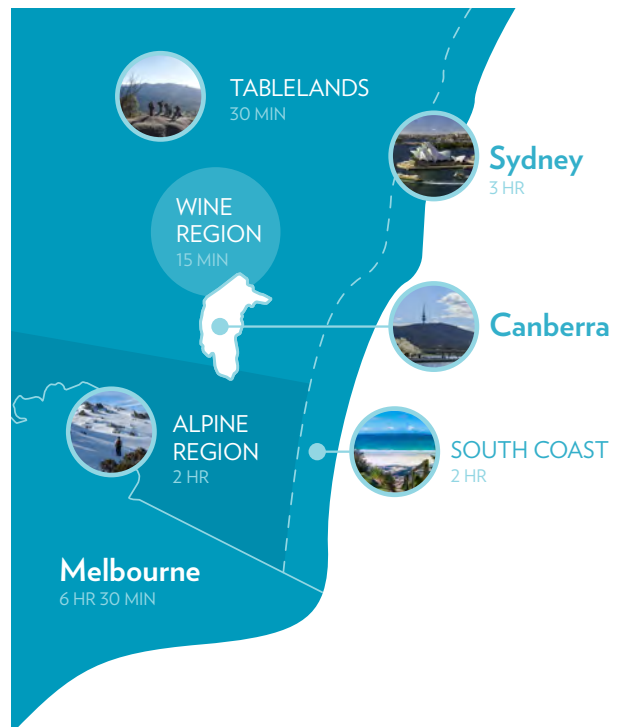 TABLELANDS
30 MIN
Sydney
3 HR
WINE
REGION
15 MIN
Canberra
ALPINE
REGION
2 HR
SOUTH COAST
2 HR
Melbourne
6 HR 30 MIN